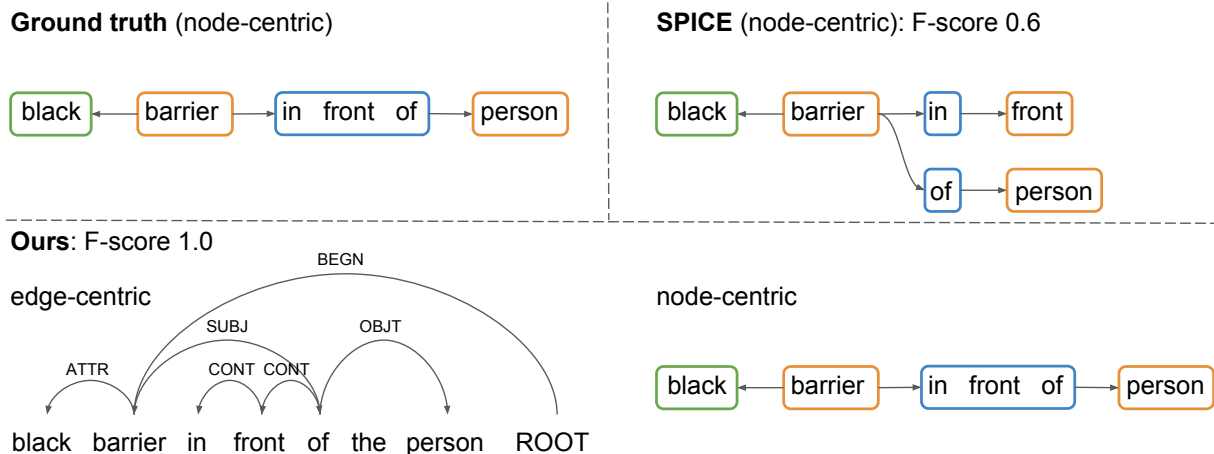 Ground truth (node-centric)
black barrier in front of person
SPICE (node-centric): F-score 0.6
black barrier in front
of person
Ours: F-score 1.0
edge-centric
BEGN
SUBJ OBJT
ATTR CONT CONT
black barrier in front of the person ROOT
node-centric
black barrier in front of person